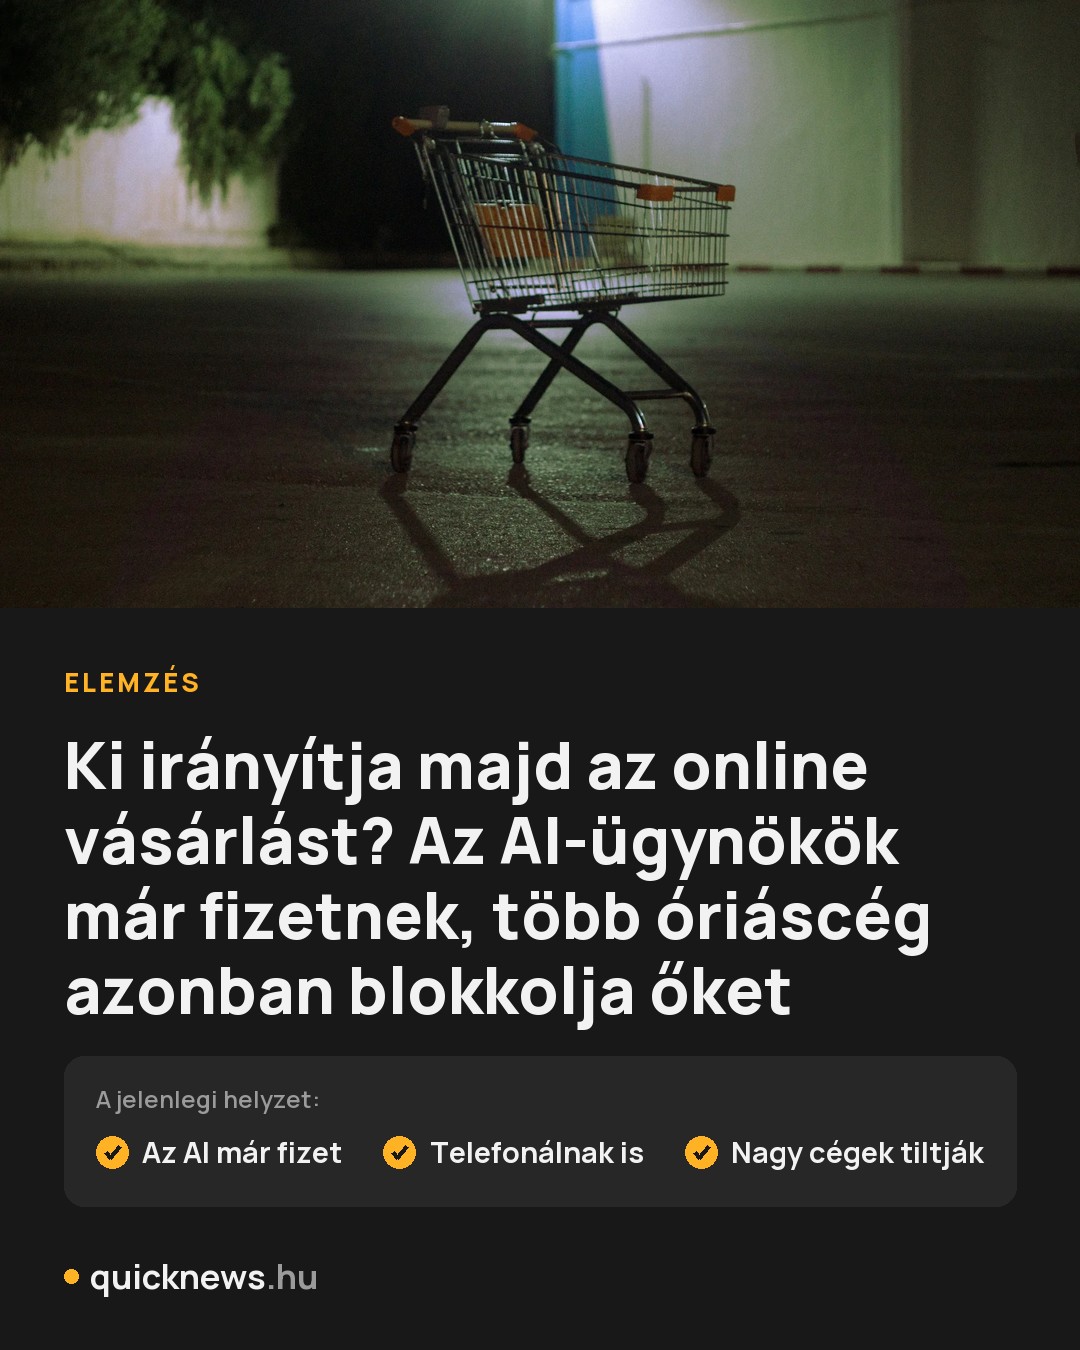 ELEMZÉS
Ki irányítja majd az online
vásárlást? Az AI-ügynökök
már fizetnek, több óriáscég
azonban blokkolja őket
A jelenlegi helyzet:
Az AI már fizet Telefonálnak is Nagy cégek tiltják
quicknews.hu